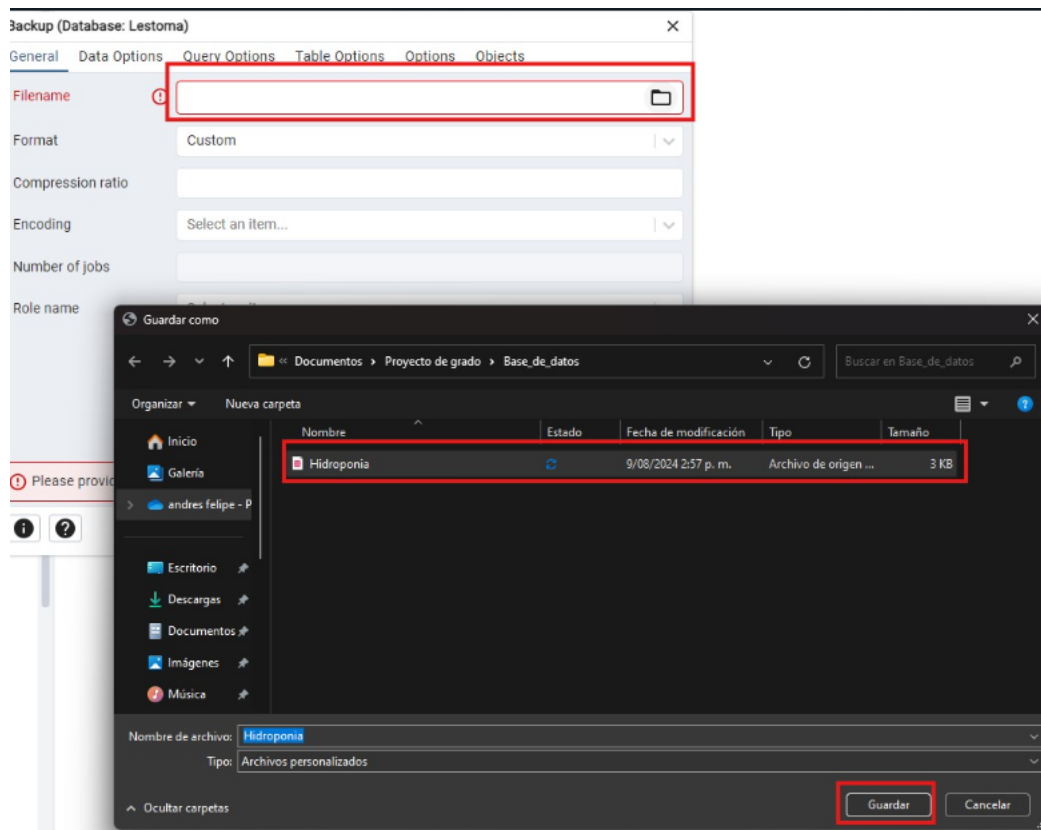 Backup (Database: Lestoma)
General Data Options Query Options Table Options Options Objects
Filename
Format Custom
Compression ratio
Encoding Select an item...
Number of jobs
Role name
Please provid
Guardar como
« Documentos › Proyecto de grado › Base_de_datos
Buscar en Base_de_datos
Organizar Nueva carpeta
Nombre Estado Fecha de modificación Tipo Tamaño
Hidroponia 9/08/2024 2:57 p. m. Archivo de origen ... 3 KB
Inicio
Galería
andres felipe - P
Escritorio
Descargas
Documentos
Imágenes
Música
Nombre de archivo: Hidroponia
Tipo: Archivos personalizados
Ocultar carpetas Guardar Cancelar